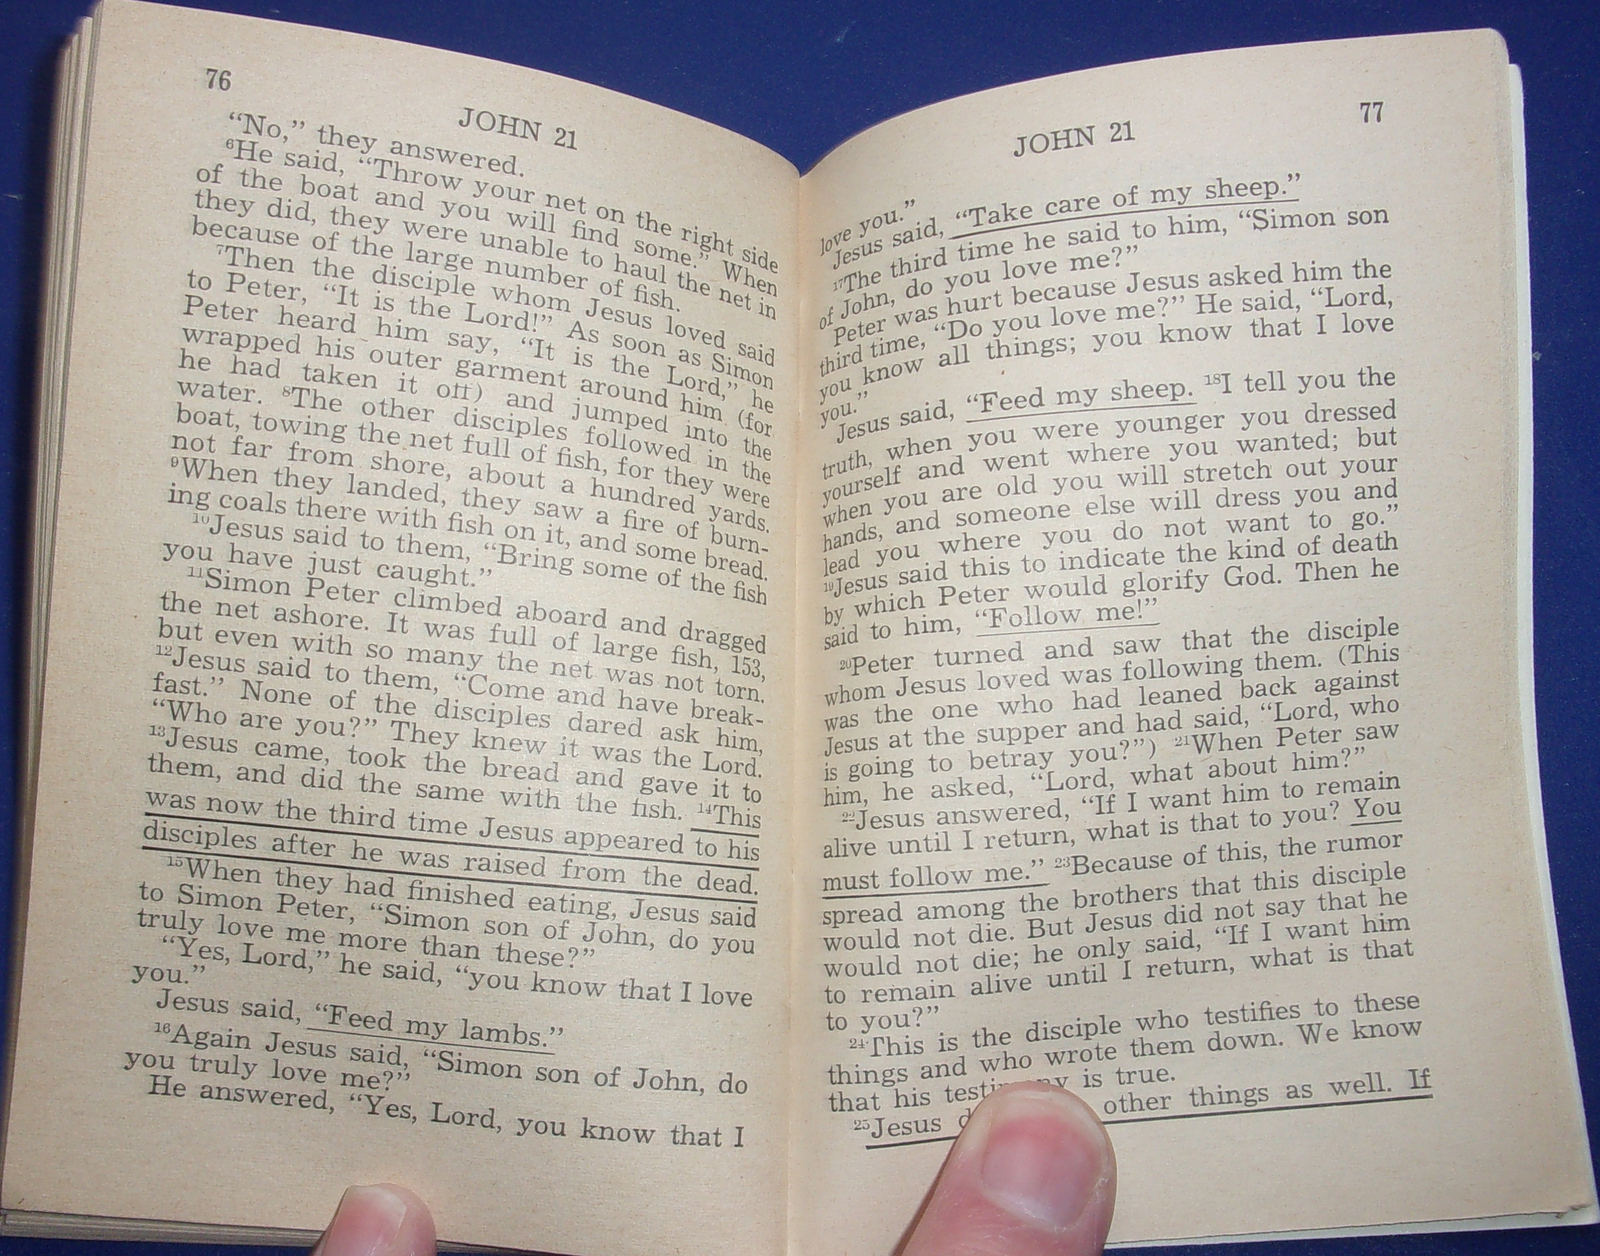 76
JOHN 21
“No,” they answered.
⁶He said, “Throw your net on the right side
of the boat and you will find some.” When
they did, they were unable to haul the net in
because of the large number of fish.
⁷Then the disciple whom Jesus loved said
to Peter, “It is the Lord!” As soon as Simon
Peter heard him say, “It is the Lord,” he
wrapped his outer garment around him (for
he had taken it off) and jumped into the
water. ⁸The other disciples followed in the
boat, towing the net full of fish, for they were
not far from shore, about a hundred yards.
⁹When they landed, they saw a fire of burn-
ing coals there with fish on it, and some bread.
¹⁰Jesus said to them, “Bring some of the fish
you have just caught.”
¹¹Simon Peter climbed aboard and dragged
the net ashore. It was full of large fish, 153,
but even with so many the net was not torn.
¹²Jesus said to them, “Come and have break-
fast.” None of the disciples dared ask him,
“Who are you?” They knew it was the Lord.
¹³Jesus came, took the bread and gave it to
them, and did the same with the fish. ¹⁴This
was now the third time Jesus appeared to his
disciples after he was raised from the dead.
¹⁵When they had finished eating, Jesus said
to Simon Peter, “Simon son of John, do you
truly love me more than these?”
“Yes, Lord,” he said, “you know that I love
you.”
Jesus said, “Feed my lambs.”
¹⁶Again Jesus said, “Simon son of John, do
you truly love me?”
He answered, “Yes, Lord, you know that I
77
JOHN 21
love you.”
Jesus said, “Take care of my sheep.”
¹⁷The third time he said to him, “Simon son
of John, do you love me?”
Peter was hurt because Jesus asked him the
third time, “Do you love me?” He said, “Lord,
you know all things; you know that I love
you.”
Jesus said, “Feed my sheep. ¹⁸I tell you the
truth, when you were younger you dressed
yourself and went where you wanted; but
when you are old you will stretch out your
hands, and someone else will dress you and
lead you where you do not want to go.”
¹⁹Jesus said this to indicate the kind of death
by which Peter would glorify God. Then he
said to him, “Follow me!”
²⁰Peter turned and saw that the disciple
whom Jesus loved was following them. (This
was the one who had leaned back against
Jesus at the supper and had said, “Lord, who
is going to betray you?”) ²¹When Peter saw
him, he asked, “Lord, what about him?”
²²Jesus answered, “If I want him to remain
alive until I return, what is that to you? You
must follow me.” ²³Because of this, the rumor
spread among the brothers that this disciple
would not die. But Jesus did not say that he
would not die; he only said, “If I want him
to remain alive until I return, what is that
to you?”
²⁴This is the disciple who testifies to these
things and who wrote them down. We know
that his testimony is true.
²⁵Jesus other things as well. If